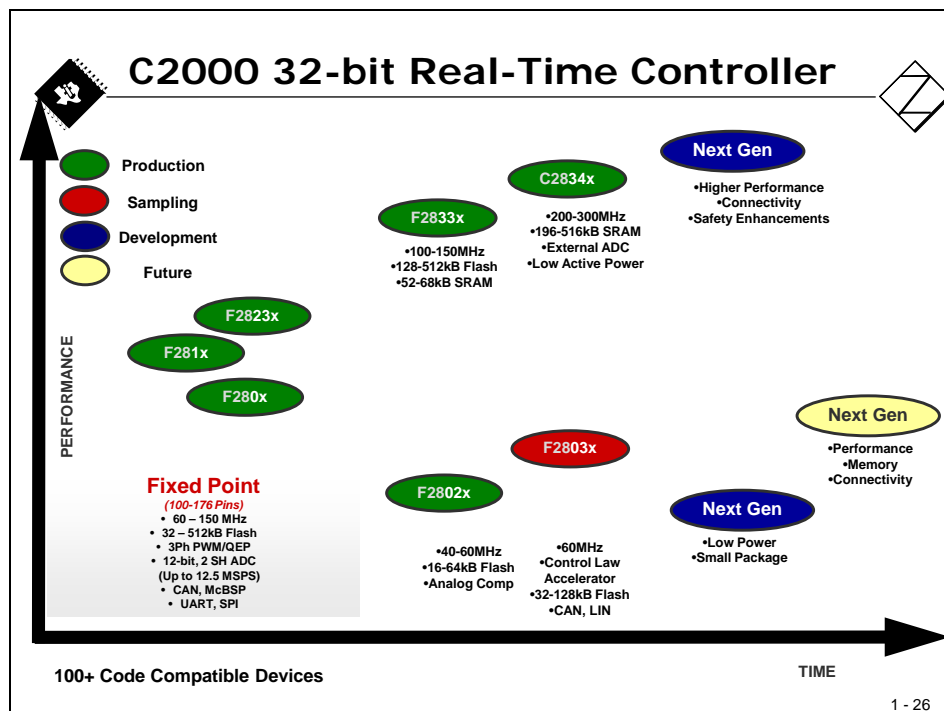 C2000 32-bit Real-Time Controller
Production
Sampling
Development
Future
PERFORMANCE
F2823x
F281x
F280x
Fixed Point
(100-176 Pins)
• 60 – 150 MHz
• 32 – 512kB Flash
• 3Ph PWM/QEP
• 12-bit, 2 SH ADC
(Up to 12.5 MSPS)
• CAN, McBSP
• UART, SPI
F2833x
•100-150MHz
•128-512kB Flash
•52-68kB SRAM
C2834x
•200-300MHz
•196-516kB SRAM
•External ADC
•Low Active Power
Next Gen
•Higher Performance
•Connectivity
•Safety Enhancements
F2802x
•40-60MHz
•16-64kB Flash
•Analog Comp
F2803x
•60MHz
•Control Law
Accelerator
•32-128kB Flash
•CAN, LIN
Next Gen
•Low Power
•Small Package
Next Gen
•Performance
•Memory
•Connectivity
TIME
100+ Code Compatible Devices
1 - 26